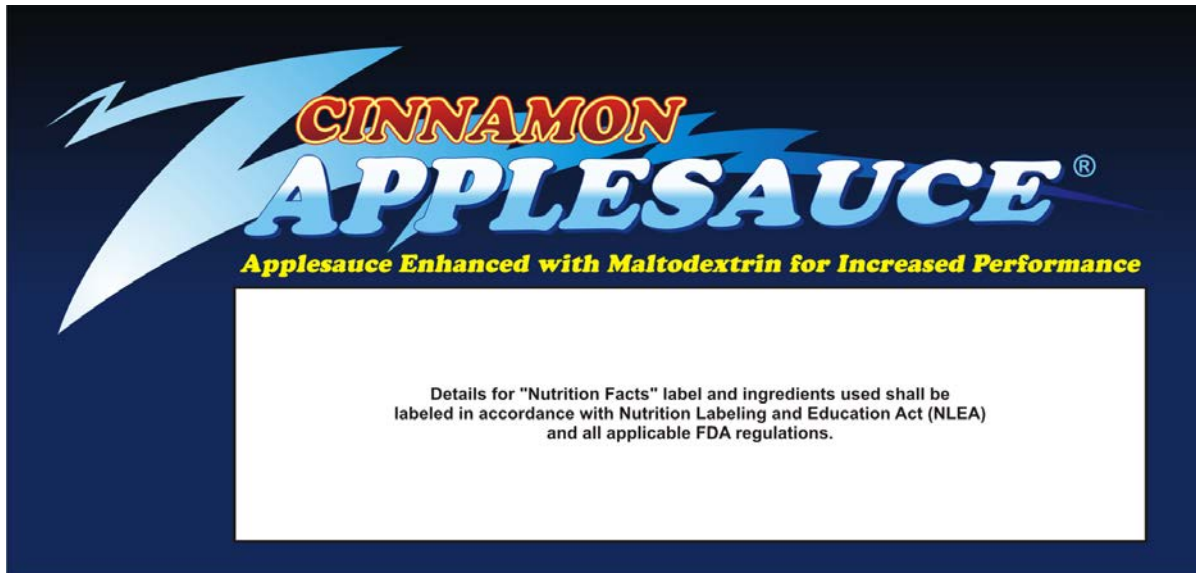 CINNAMON
ZAPPLESAUCE®
Applesauce Enhanced with Maltodextrin for Increased Performance
Details for "Nutrition Facts" label and ingredients used shall be
labeled in accordance with Nutrition Labeling and Education Act (NLEA)
and all applicable FDA regulations.